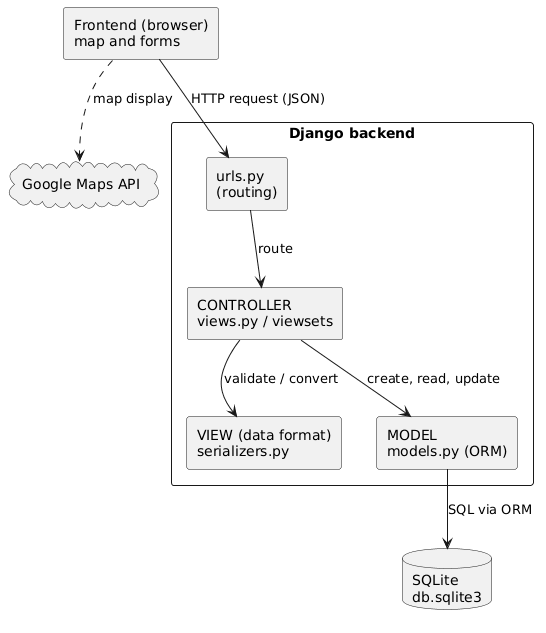 Frontend (browser)
map and forms
map display
HTTP request (JSON)
Google Maps API
Django backend
urls.py
(routing)
route
CONTROLLER
views.py / viewsets
validate / convert
create, read, update
VIEW (data format)
serializers.py
MODEL
models.py (ORM)
SQL via ORM
SQLite
db.sqlite3